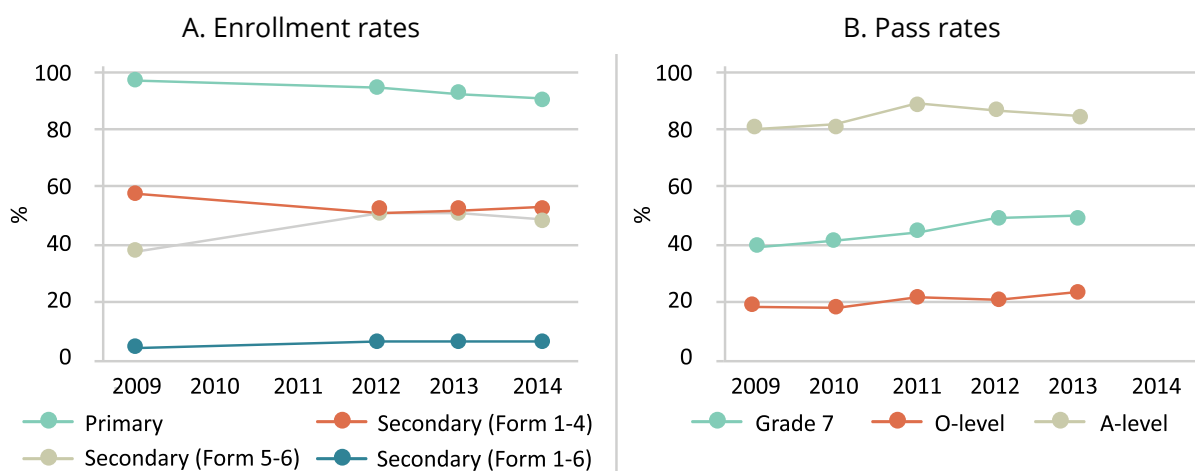 A. Enrollment rates
100
80
60
40
20
0
%
2009 2010 2011 2012 2013 2014
Primary
Secondary (Form 1-4)
Secondary (Form 5-6)
Secondary (Form 1-6)
B. Pass rates
100
80
60
40
20
0
%
2009 2010 2011 2012 2013 2014
Grade 7
O-level
A-level